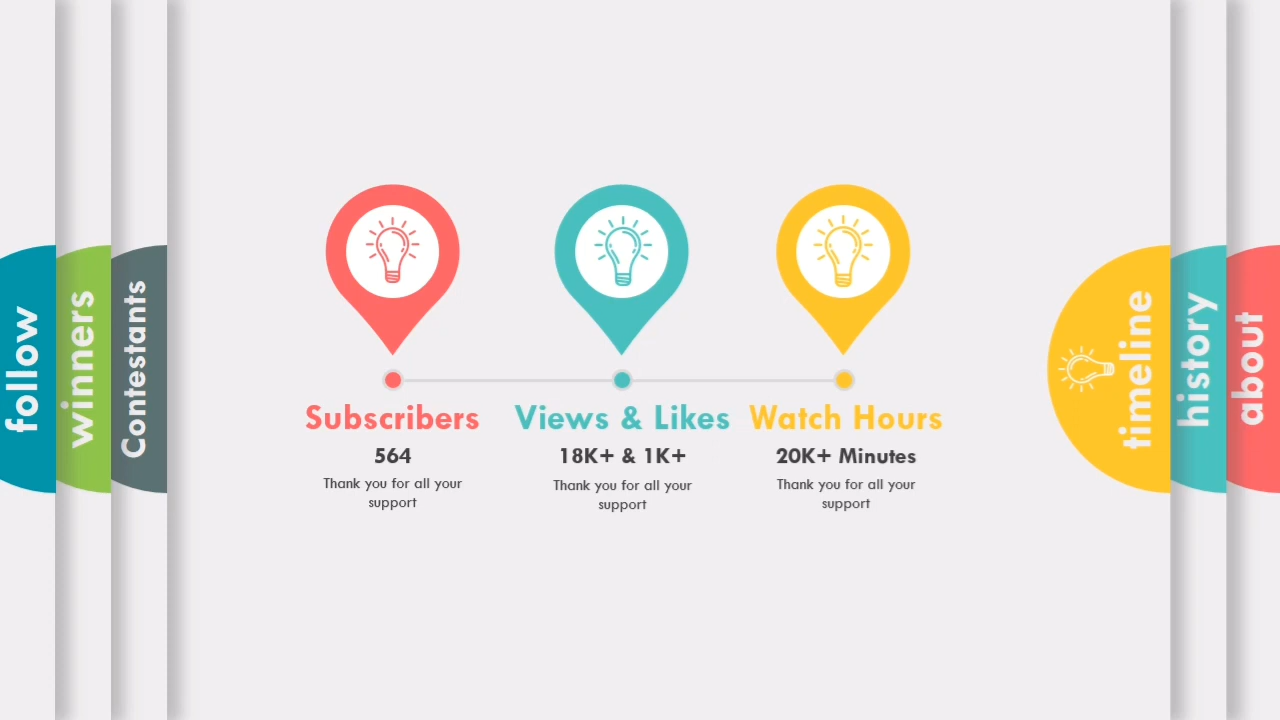 follow
winners
Contestants
Subscribers
564
Thank you for all your
support
Views & Likes
18K+ & 1K+
Thank you for all your
support
Watch Hours
20K+ Minutes
Thank you for all your
support
timeline
history
about